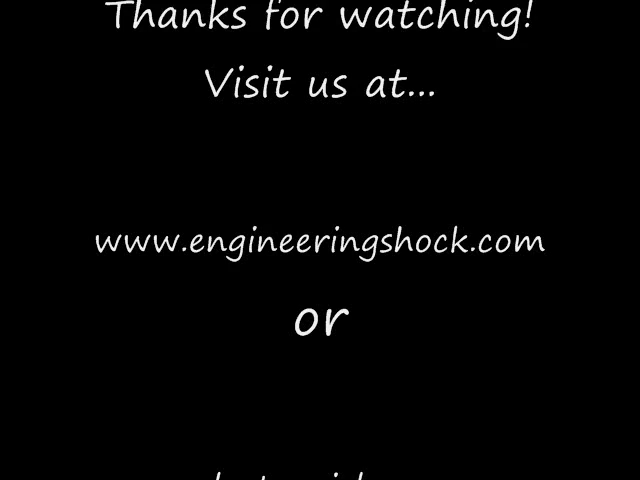 Thanks for watching!
Visit us at...
www.engineeringshock.com
or